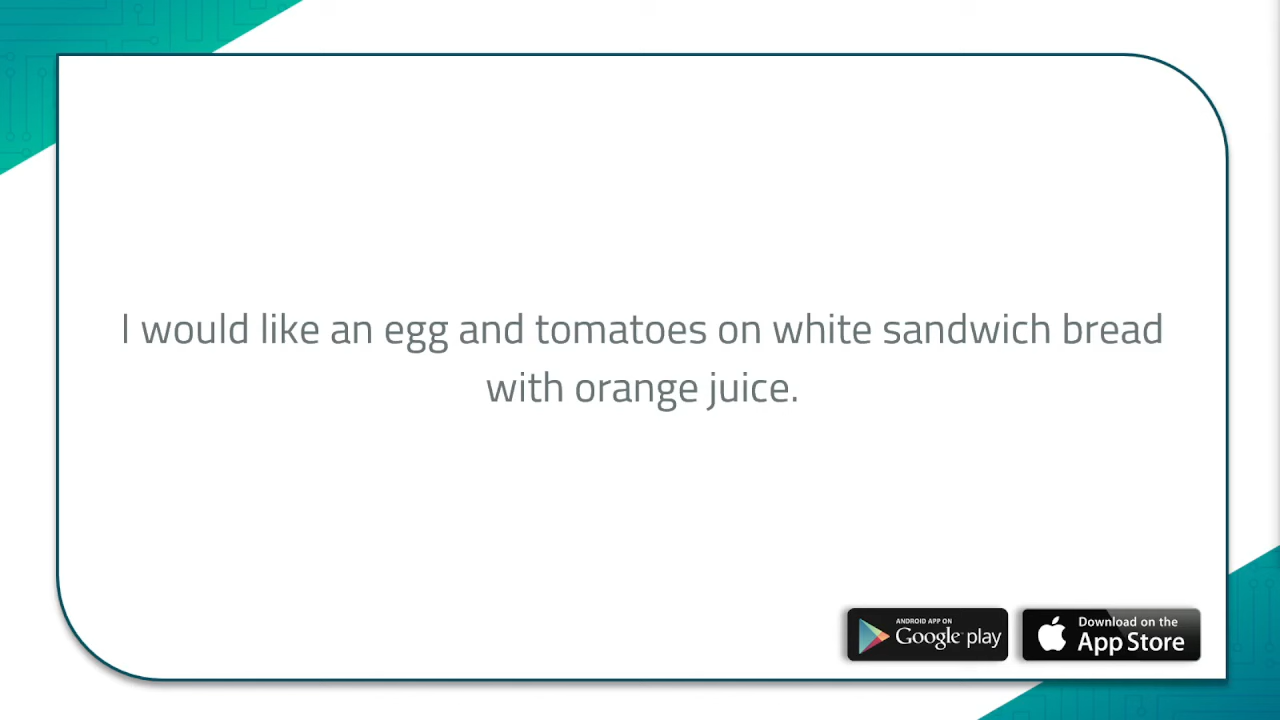 I would like an egg and tomatoes on white sandwich bread
with orange juice.
ANDROID APP ON
Google play
Download on the
App Store